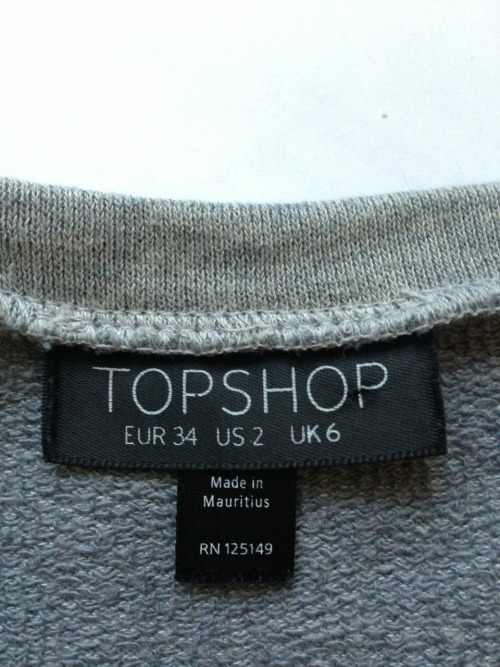 TOPSHOP
EUR 34 US 2 UK 6
Made in
Mauritius
RN 125149